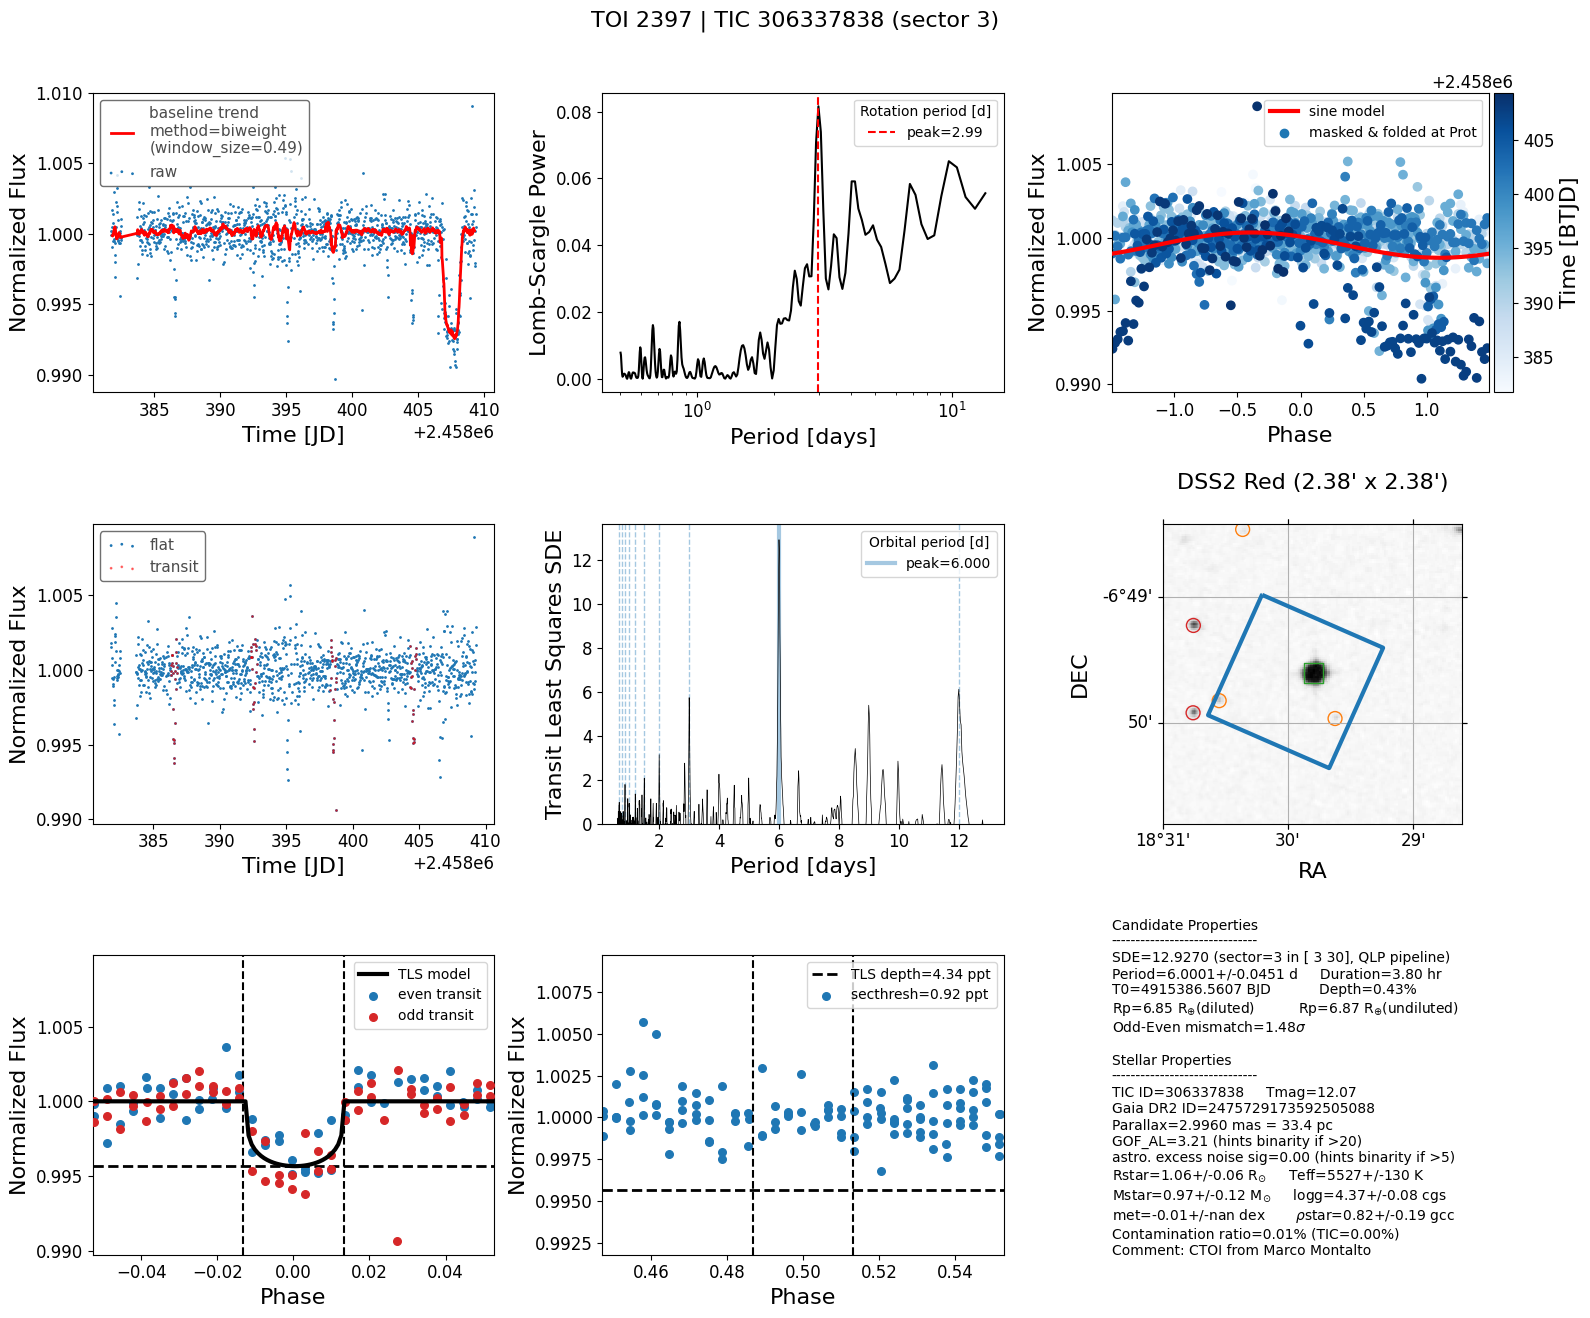 TOI 2397 | TIC 306337838 (sector 3)
1.010
1.005
1.000
0.995
0.990
Normalized Flux
baseline trend
method=biweight
(window_size=0.49)
raw
385 390 395 400 405 410
Time [JD]
+2.458e6
0.08
0.06
0.04
0.02
0.00
Lomb-Scargle Power
Rotation period [d]
peak=2.99
10^0 10^1
Period [days]
+2.458e6
1.005
1.000
0.995
0.990
Normalized Flux
sine model
masked & folded at Prot
−1.0 −0.5 0.0 0.5 1.0
Phase
405
400
395
390
385
Time [BTJD]
1.005
1.000
0.995
0.990
Normalized Flux
flat
transit
385 390 395 400 405 410
Time [JD]
+2.458e6
12
10
8
6
4
2
0
Transit Least Squares SDE
Orbital period [d]
peak=6.000
2 4 6 8 10 12
Period [days]
DSS2 Red (2.38' x 2.38')
-6°49'
50'
DEC
18°31' 30' 29'
RA
1.005
1.000
0.995
0.990
Normalized Flux
TLS model
even transit
odd transit
−0.04 −0.02 0.00 0.02 0.04
Phase
1.0075
1.0050
1.0025
1.0000
0.9975
0.9950
0.9925
Normalized Flux
TLS depth=4.34 ppt
secthresh=0.92 ppt
0.46 0.48 0.50 0.52 0.54
Phase
Candidate Properties
------------------------------
SDE=12.9270 (sector=3 in [ 3 30], QLP pipeline)
Period=6.0001+/-0.0451 d Duration=3.80 hr
T0=4915386.5607 BJD Depth=0.43%
Rp=6.85 R⊕(diluted) Rp=6.87 R⊕(undiluted)
Odd-Even mismatch=1.48σ
Stellar Properties
------------------------------
TIC ID=306337838 Tmag=12.07
Gaia DR2 ID=2475729173592505088
Parallax=2.9960 mas = 33.4 pc
GOF_AL=3.21 (hints binarity if >20)
astro. excess noise sig=0.00 (hints binarity if >5)
Rstar=1.06+/-0.06 R⊙ Teff=5527+/-130 K
Mstar=0.97+/-0.12 M⊙ logg=4.37+/-0.08 cgs
met=-0.01+/-nan dex ρstar=0.82+/-0.19 gcc
Contamination ratio=0.01% (TIC=0.00%)
Comment: CTOI from Marco Montalto